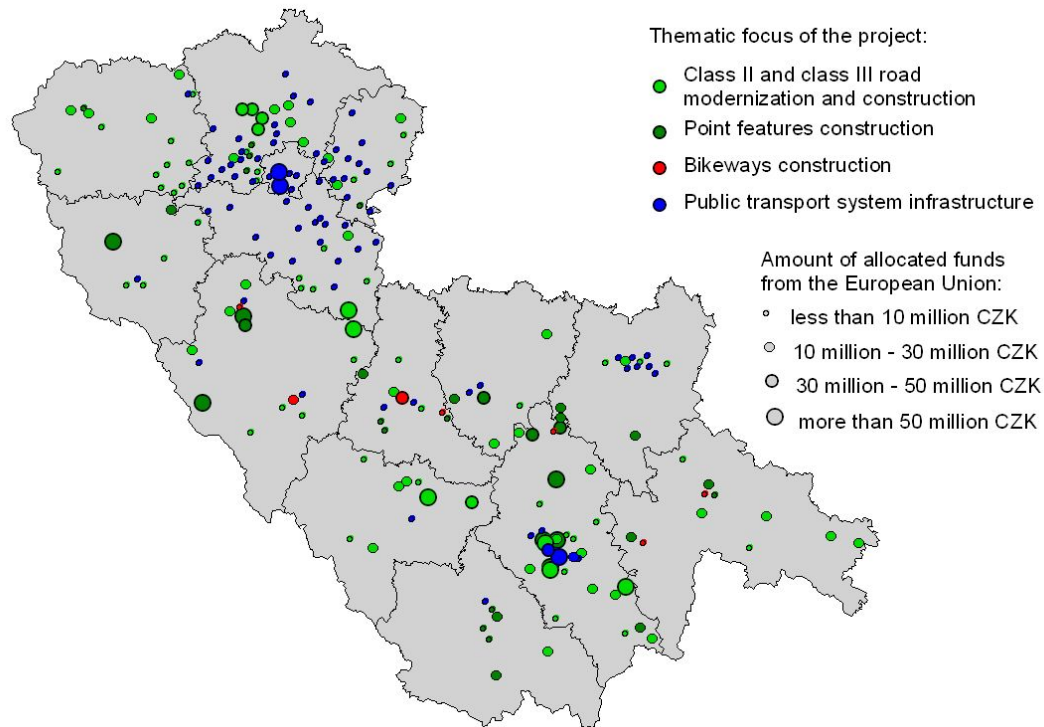 Thematic focus of the project:
Class II and class III road
modernization and construction
Point features construction
Bikeways construction
Public transport system infrastructure
Amount of allocated funds
from the European Union:
less than 10 million CZK
10 million - 30 million CZK
30 million - 50 million CZK
more than 50 million CZK